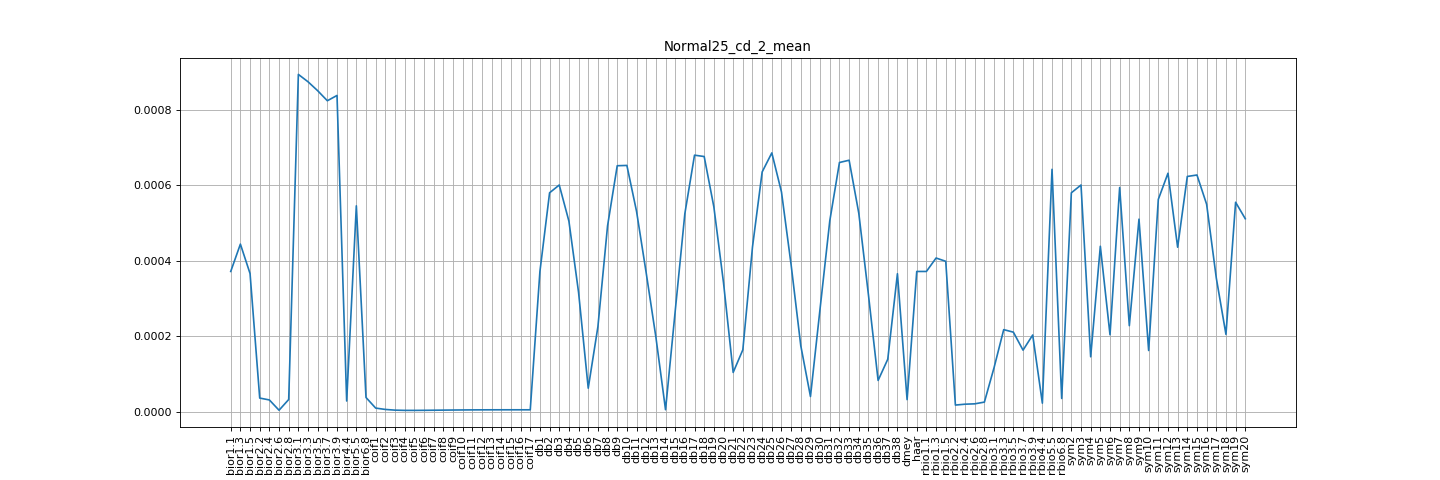 Normal25_cd_2_mean
0.0008
0.0006
0.0004
0.0002
0.0000
bior1.1
bior1.3
bior1.5
bior2.2
bior2.4
bior2.6
bior2.8
bior3.1
bior3.3
bior3.5
bior3.7
bior3.9
bior4.4
bior5.5
bior6.8
coif1
coif2
coif3
coif4
coif5
coif6
coif7
coif8
coif9
coif10
coif11
coif12
coif13
coif14
coif15
coif16
coif17
db1
db2
db3
db4
db5
db6
db7
db8
db9
db10
db11
db12
db13
db14
db15
db16
db17
db18
db19
db20
db21
db22
db23
db24
db25
db26
db27
db28
db29
db30
db31
db32
db33
db34
db35
db36
db37
db38
dmey
haar
rbio1.1
rbio1.3
rbio1.5
rbio2.2
rbio2.4
rbio2.6
rbio2.8
rbio3.1
rbio3.3
rbio3.5
rbio3.7
rbio3.9
rbio4.4
rbio5.5
rbio6.8
sym2
sym3
sym4
sym5
sym6
sym7
sym8
sym9
sym10
sym11
sym12
sym13
sym14
sym15
sym16
sym17
sym18
sym19
sym20